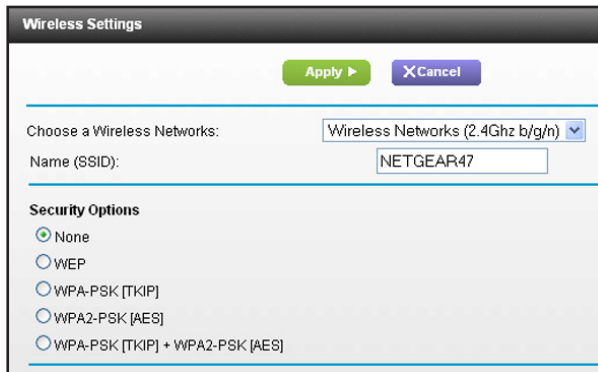 Wireless Settings
Apply
XCancel
Choose a Wireless Networks: Wireless Networks (2.4Ghz b/g/n)
Name (SSID): NETGEAR47
Security Options
None
WEP
WPA-PSK [TKIP]
WPA2-PSK [AES]
WPA-PSK [TKIP] + WPA2-PSK [AES]